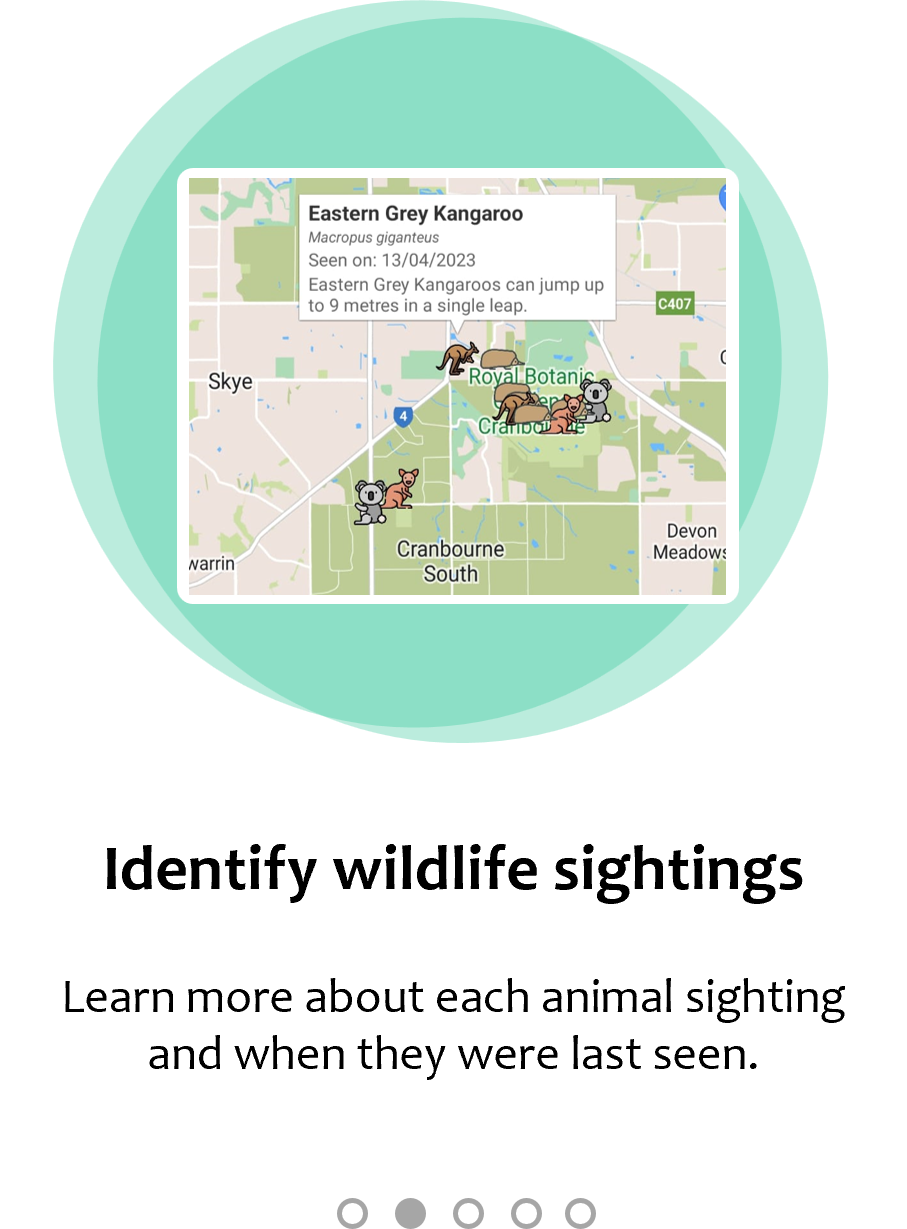 Eastern Grey Kangaroo
Macropus giganteus
Seen on: 13/04/2023
Eastern Grey Kangaroos can jump up
to 9 metres in a single leap.
C407
Skye
Royal Botanic
Cranbourne
4
Devon
Meadows
warrin
Cranbourne
South
Identify wildlife sightings
Learn more about each animal sighting
and when they were last seen.